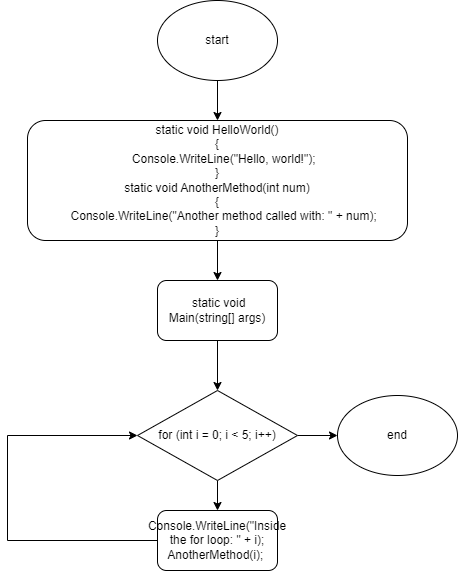 start
static void HelloWorld()
{
Console.WriteLine("Hello, world!");
}
static void AnotherMethod(int num)
{
Console.WriteLine("Another method called with: " + num);
}
static void
Main(string[] args)
for (int i = 0; i < 5; i++)
end
Console.WriteLine("Inside
the for loop: " + i);
AnotherMethod(i);